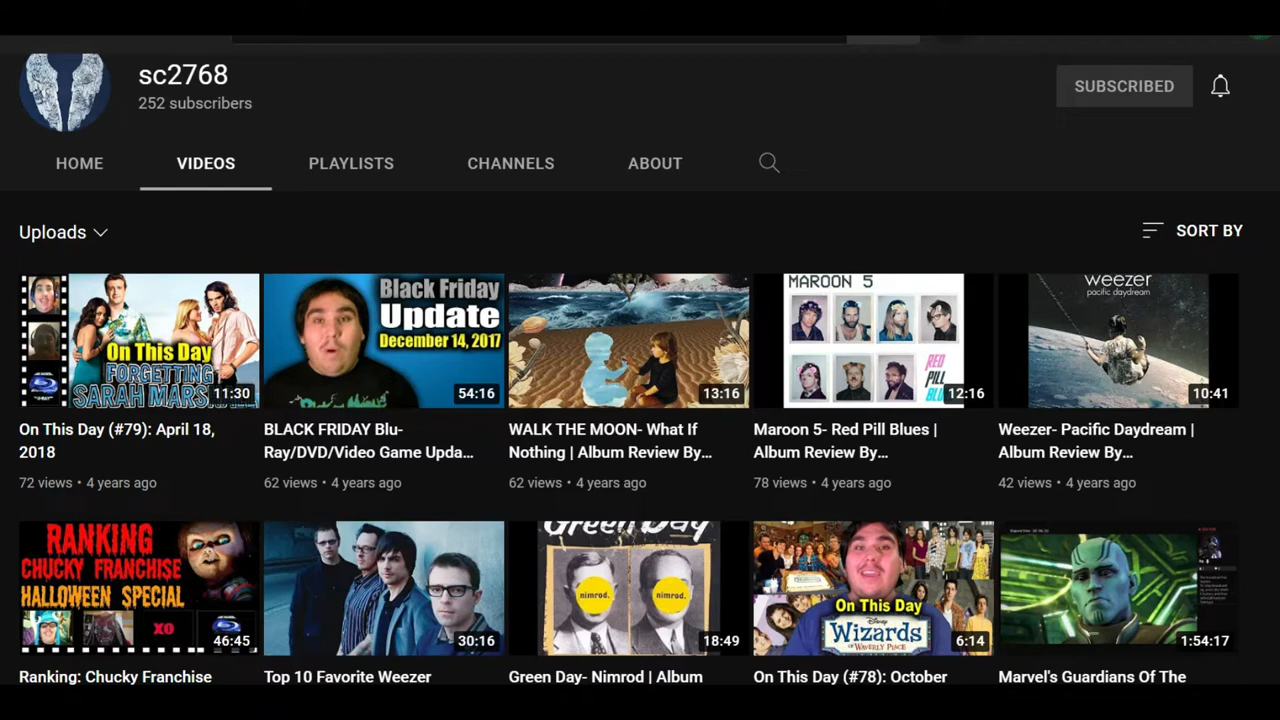 sc2768
252 subscribers
SUBSCRIBED
HOME
VIDEOS
PLAYLISTS
CHANNELS
ABOUT
Uploads
SORT BY
On This Day
FORGETTING
SARAH MARS
11:30
Black Friday
Update
December 14, 2017
54:16
13:16
MAROON 5
RED
PILL
BLU
12:16
weezer
pacific daydream
10:41
On This Day (#79): April 18,
2018
72 views • 4 years ago
BLACK FRIDAY Blu-
Ray/DVD/Video Game Upda...
62 views • 4 years ago
WALK THE MOON- What If
Nothing | Album Review By...
62 views • 4 years ago
Maroon 5- Red Pill Blues |
Album Review By...
78 views • 4 years ago
Weezer- Pacific Daydream |
Album Review By...
42 views • 4 years ago
RANKING
CHUCKY FRANCHISE
HALLOWEEN SPECIAL
XO
46:45
30:16
Green Day
nimrod.
nimrod.
18:49
On This Day
Disney
Wizards
OF WAVERLY PLACE
6:14
1:54:17
Ranking: Chucky Franchise
Top 10 Favorite Weezer
Green Day- Nimrod | Album
On This Day (#78): October
Marvel's Guardians Of The